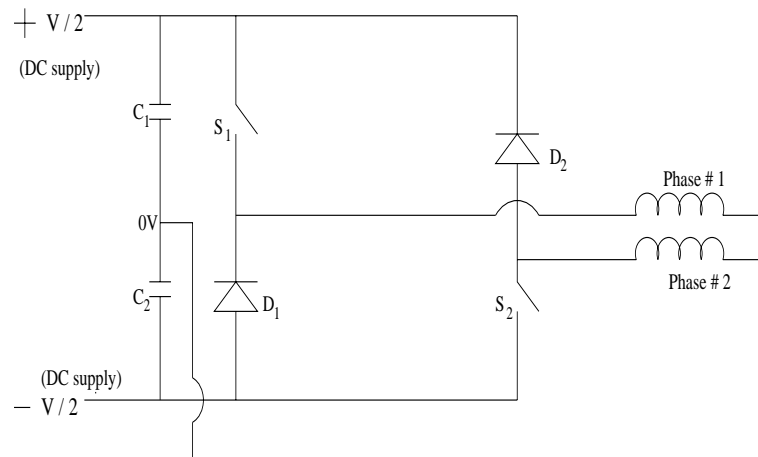 + V / 2
(DC supply)
C1
S1
D2
Phase # 1
0V
Phase # 2
C2
D1
S2
(DC supply)
− V / 2